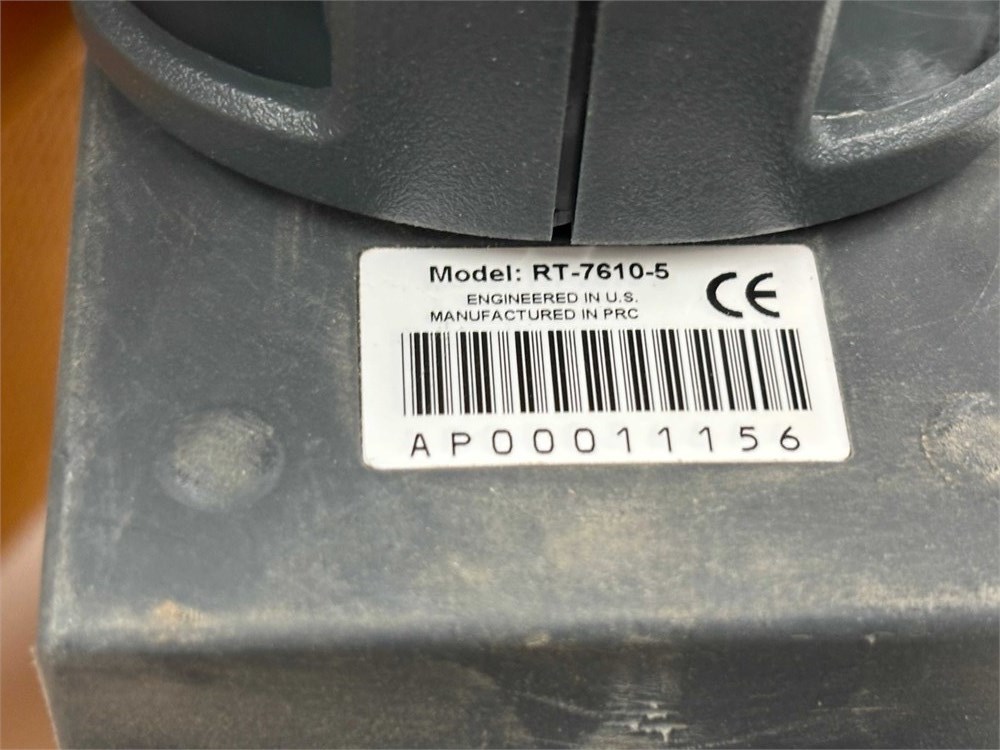 Model: RT-7610-5
ENGINEERED IN U.S.
MANUFACTURED IN PRC
CE
AP00011156